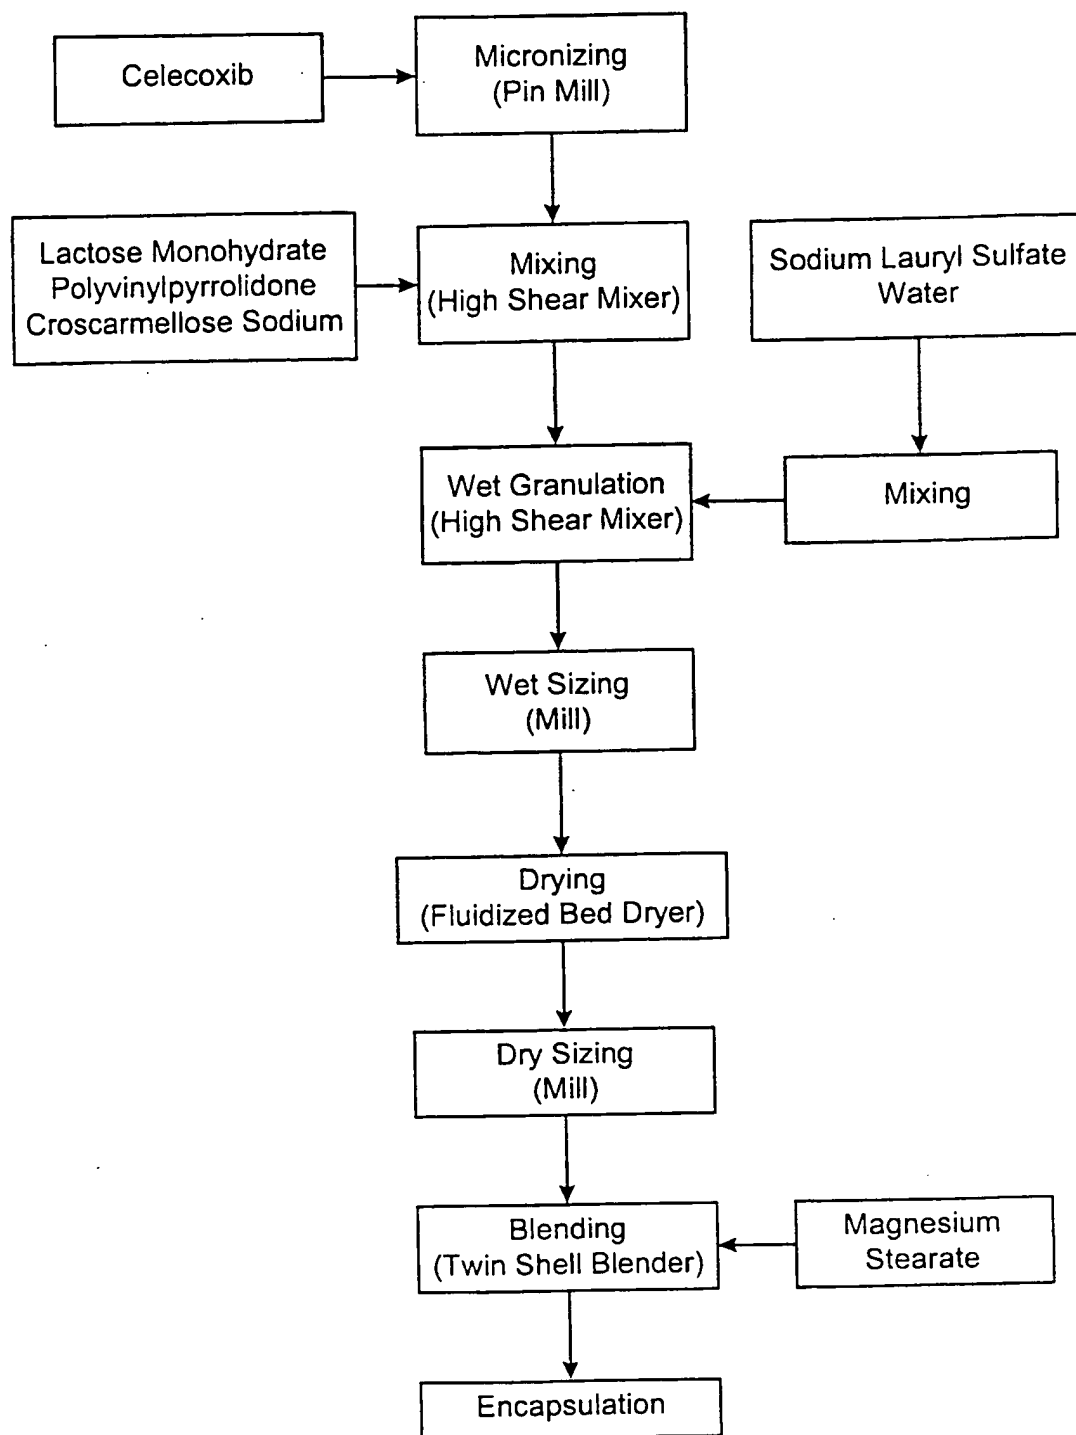 Celecoxib
Micronizing
(Pin Mill)
Lactose Monohydrate
Polyvinylpyrrolidone
Croscarmellose Sodium
Mixing
(High Shear Mixer)
Sodium Lauryl Sulfate
Water
Wet Granulation
(High Shear Mixer)
Mixing
Wet Sizing
(Mill)
Drying
(Fluidized Bed Dryer)
Dry Sizing
(Mill)
Blending
(Twin Shell Blender)
Magnesium
Stearate
Encapsulation